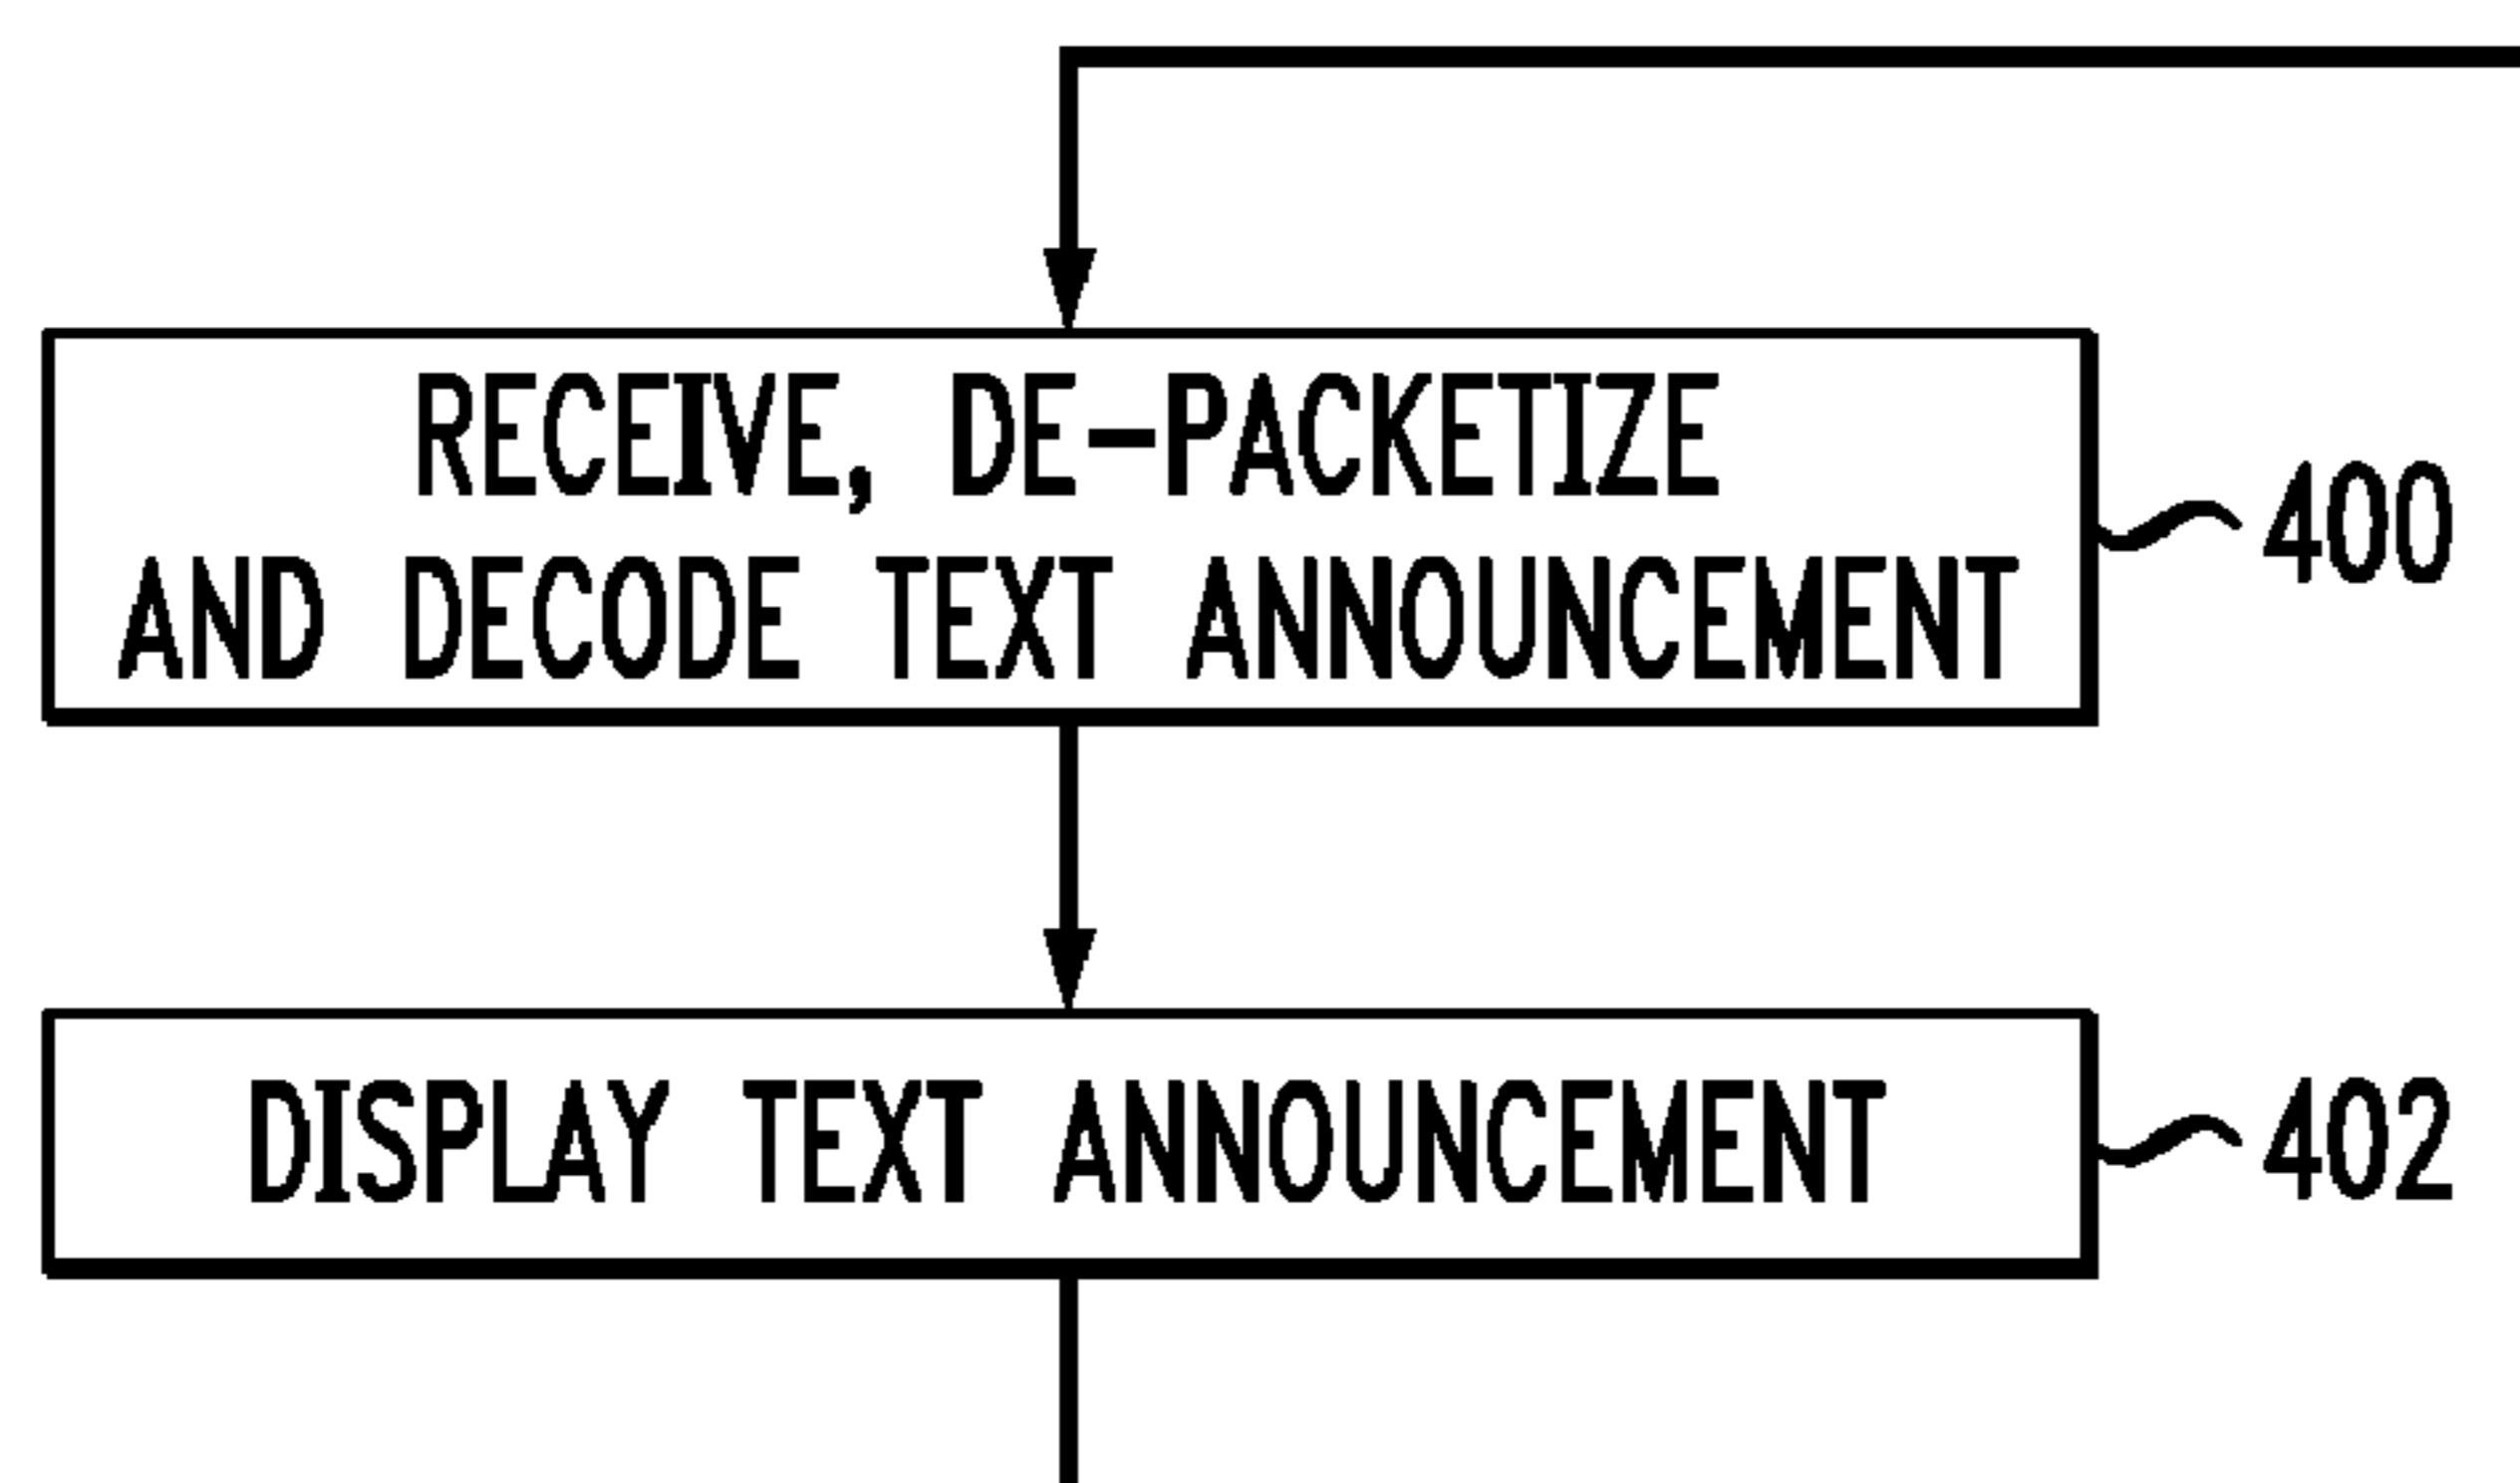 RECEIVE, DE-PACKETIZE
AND DECODE TEXT ANNOUNCEMENT
400
DISPLAY TEXT ANNOUNCEMENT
402